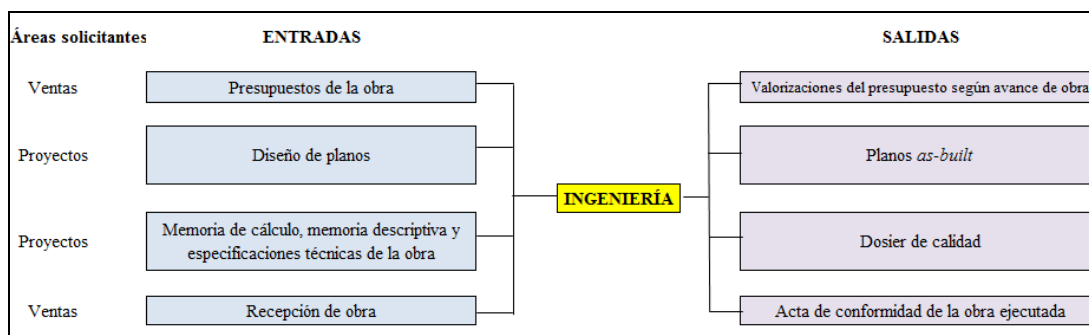 Áreas solicitantes
ENTRADAS
SALIDAS
Ventas
Presupuestos de la obra
Valorizaciones del presupuesto según avance de obra
Proyectos
Diseño de planos
Planos as-built
INGENIERÍA
Proyectos
Memoria de cálculo, memoria descriptiva y
especificaciones técnicas de la obra
Dosier de calidad
Ventas
Recepción de obra
Acta de conformidad de la obra ejecutada